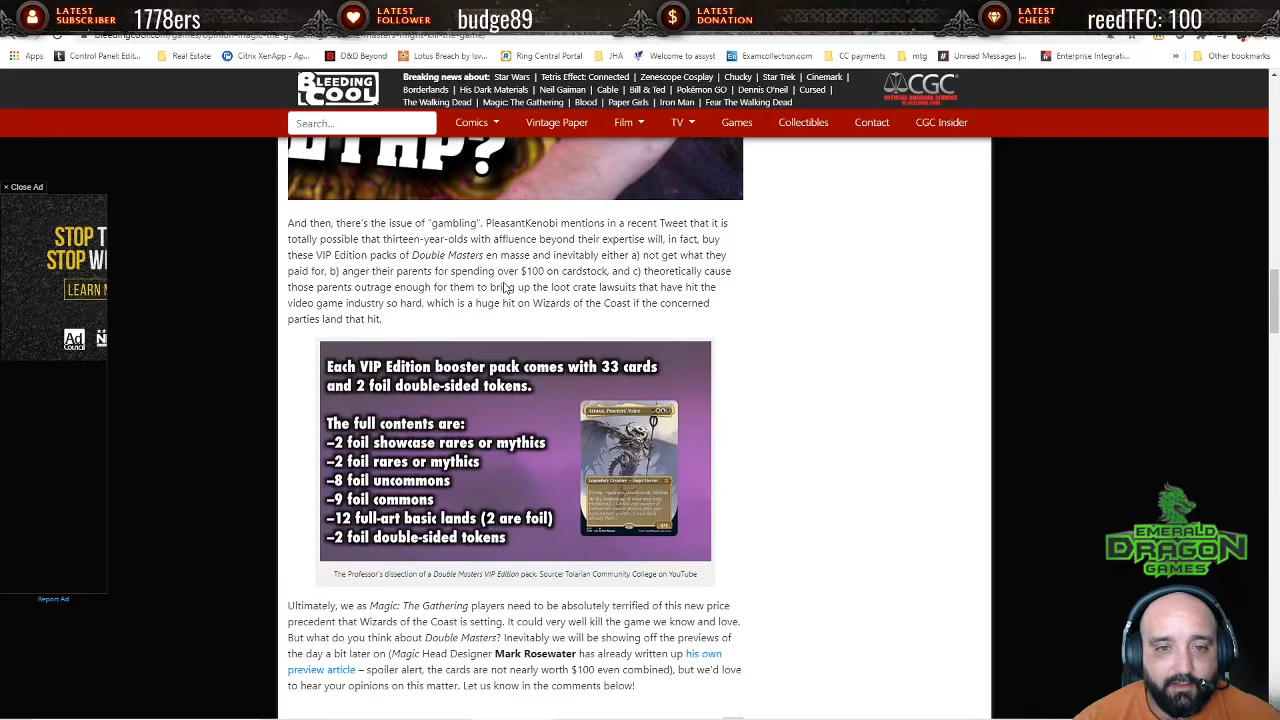 LATEST SUBSCRIBER 1778ers
LATEST FOLLOWER budge89
LATEST DONATION
LATEST CHEER reedTFC: 100
Apps Control Panel\Edit... Real Estate Citrix XenApp - Ap... D&D Beyond Lotus Breach by Isv... Ring Central Portal JHA Welcome to assyst Examcollection.com CC payments mtg Unread Messages |... Enterprise Integrati... » Other bookmarks
BLEEDING COOL
Breaking news about: Star Wars | Tetris Effect: Connected | Zenescope Cosplay | Chucky | Star Trek | Cinemark |
Borderlands | His Dark Materials | Neil Gaiman | Cable | Bill & Ted | Pokémon GO | Dennis O'neil | Cursed |
The Walking Dead | Magic: The Gathering | Blood | Paper Girls | Iron Man | Fear The Walking Dead
CGC
Search...
Comics Vintage Paper Film TV Games Collectibles Contact CGC Insider
× Close Ad
STOP T
STOP WI
LEARN
Ad
COUNCIL
Report Ad
And then, there's the issue of "gambling". PleasantKenobi mentions in a recent Tweet that it is
totally possible that thirteen-year-olds with affluence beyond their expertise will, in fact, buy
these VIP Edition packs of Double Masters en masse and inevitably either a) not get what they
paid for, b) anger their parents for spending over $100 on cardstock, and c) theoretically cause
those parents outrage enough for them to bring up the loot crate lawsuits that have hit the
video game industry so hard, which is a huge hit on Wizards of the Coast if the concerned
parties land that hit.
Each VIP Edition booster pack comes with 33 cards
and 2 foil double-sided tokens.
The full contents are:
–2 foil showcase rares or mythics
–2 foil rares or mythics
–8 foil uncommons
–9 foil commons
–12 full-art basic lands (2 are foil)
–2 foil double-sided tokens
Atraxa, Praetors' Voice
Legendary Creature — Angel Horror
The Professor's dissection of a Double Masters VIP Edition pack. Source: Tolarian Community College on YouTube
Ultimately, we as Magic: The Gathering players need to be absolutely terrified of this new price
precedent that Wizards of the Coast is setting. It could very well kill the game we know and love.
But what do you think about Double Masters? Inevitably we will be showing off the previews of
the day a bit later on (Magic Head Designer Mark Rosewater has already written up his own
preview article – spoiler alert, the cards are not nearly worth $100 even combined), but we'd love
to hear your opinions on this matter. Let us know in the comments below!
EMERALD
DRAGON
GAMES